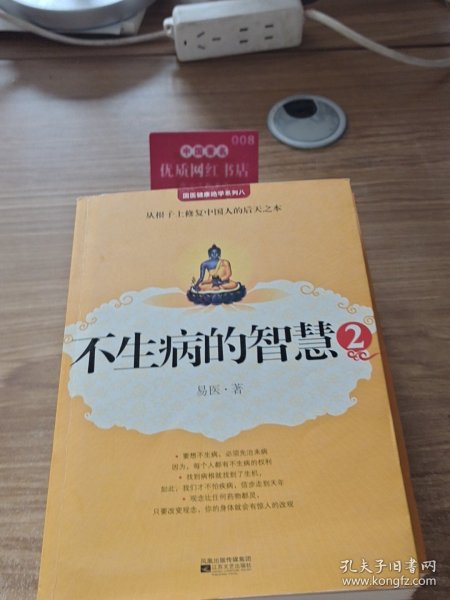 008
中国著名
优质网红书店
国医健康绝学系列八
从根子上修复中国人的后天之本
不生病的智慧2
易医·著
• 要想不生病，必须先治未病
因为，每个人都有不生病的权利
• 找到病根就找到了生机，
如此，我们才不怕疾病，信步走到天年
• 观念比任何药物都灵，
只要改变观念，你的身体就会有惊人的改观
凤凰出版传媒集团
江苏文艺出版社
孔夫子旧书网
www.kongfz.com